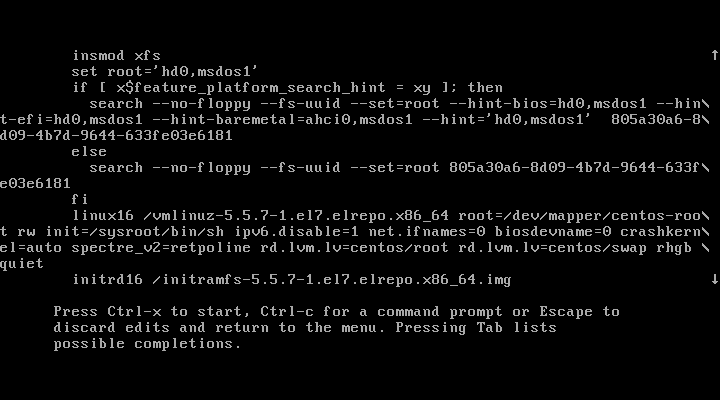 insmod xfs
set root='hd0,msdos1'
if [ x$feature_platform_search_hint = xy ]; then
search --no-floppy --fs-uuid --set=root --hint-bios=hd0,msdos1 --hin\
t-efi=hd0,msdos1 --hint-baremetal=ahci0,msdos1 --hint='hd0,msdos1'  805a30a6-8\
d09-4b7d-9644-633fe03e6181
else
search --no-floppy --fs-uuid --set=root 805a30a6-8d09-4b7d-9644-633f\
e03e6181
fi
linux16 /vmlinuz-5.5.7-1.el7.elrepo.x86_64 root=/dev/mapper/centos-roo\
t rw init=/sysroot/bin/sh ipv6.disable=1 net.ifnames=0 biosdevname=0 crashkern\
el=auto spectre_v2=retpoline rd.lvm.lv=centos/root rd.lvm.lv=centos/swap rhgb \
quiet
initrd16 /initramfs-5.5.7-1.el7.elrepo.x86_64.img
Press Ctrl-x to start, Ctrl-c for a command prompt or Escape to
discard edits and return to the menu. Pressing Tab lists
possible completions.